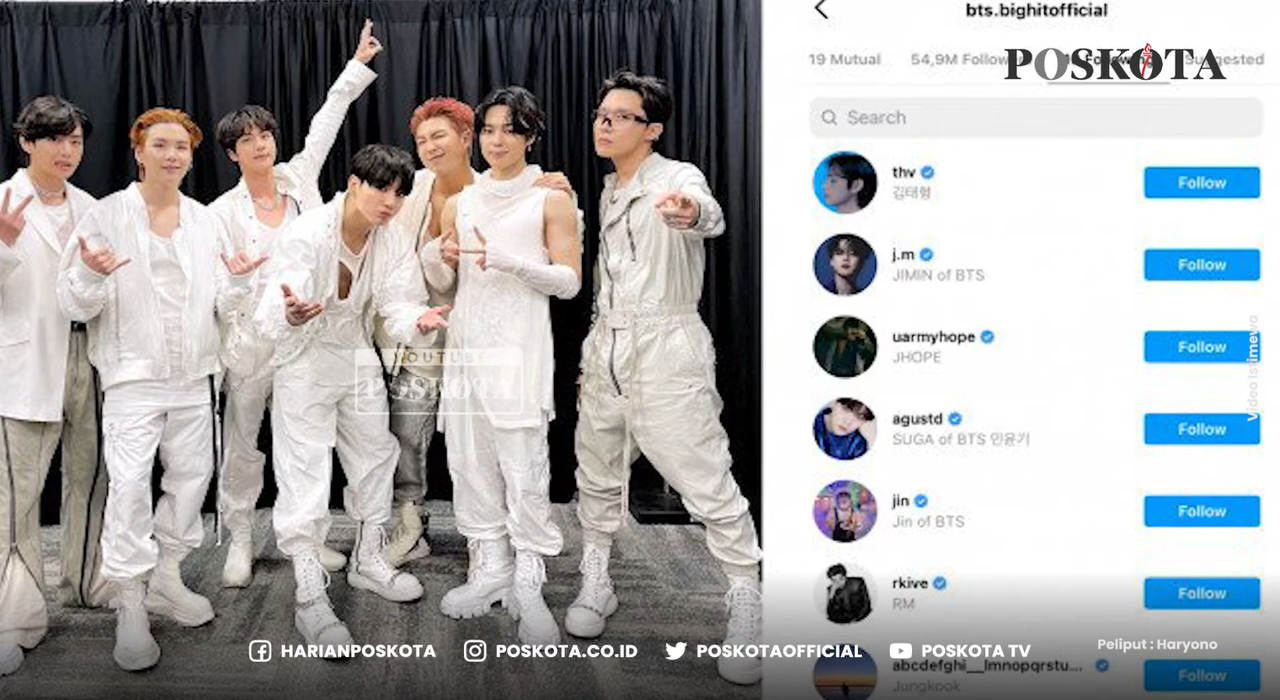 bts.bighitofficial
19 Mutual
54,9M
POSKOTA
Search
thv
김태형
Follow
j.m
JIMIN of BTS
Follow
uarmyhope
JHOPE
Follow
agustd
SUGA of BTS 민윤기
Follow
jin
Jin of BTS
Follow
rkive
RM
Follow
abcdefghi__lmnopqrstu...
Jungkook
Follow
YOUTUBE
POSKOTA
Video Istimewa
HARIANPOSKOTA
POSKOTA.CO.ID
POSKOTAOFFICIAL
POSKOTA TV
Peliput : Haryono